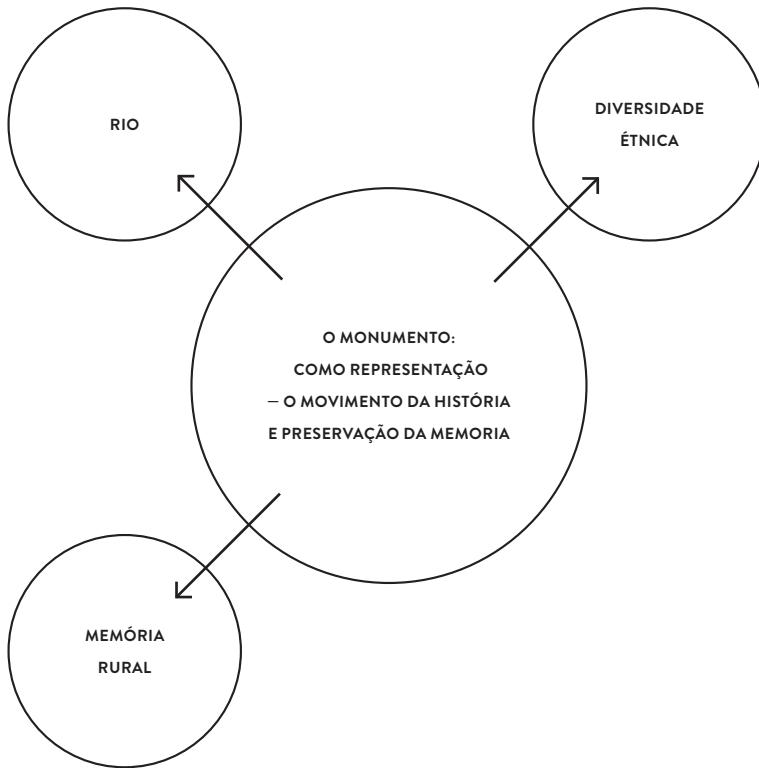 RIO
DIVERSIDADE
ÉTNICA
O MONUMENTO:
COMO REPRESENTAÇÃO
— O MOVIMENTO DA HISTÓRIA
E PRESERVAÇÃO DA MEMORIA
MEMÓRIA
RURAL